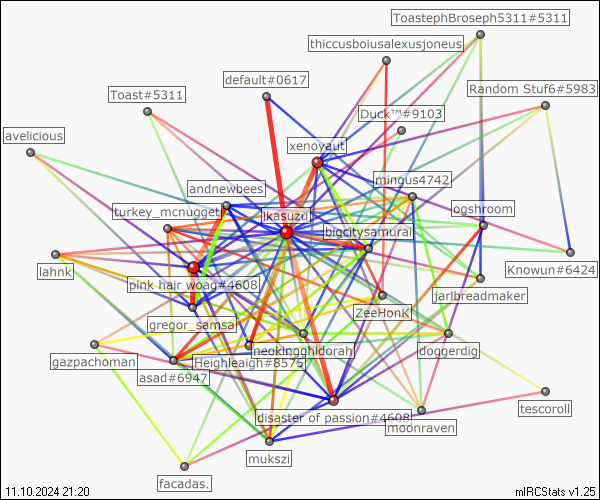 ToastephBroseph5311#5311
thiccusboiusalexusjoneus
default#0617
Random Stuf6#5983
Toast#5311
Duck™#9103
avelicious
xenoyaut
mingus4742
andnewbees
turkey_mcnugget
ikasuzu
ogshroom
bigcitysamurai
lahnk
Knowun#6424
pink hair woag#4608
jarlbreadmaker
ZeeHonK
gregor_samsa
neokingghidorah
doggerdig
gazpachoman
Heighleaigh#8575
asad#6947
tescoroll
disaster of passion#4608
moonraven
mukszi
facadas.
11.10.2024 21:20
mIRCStats v1.25